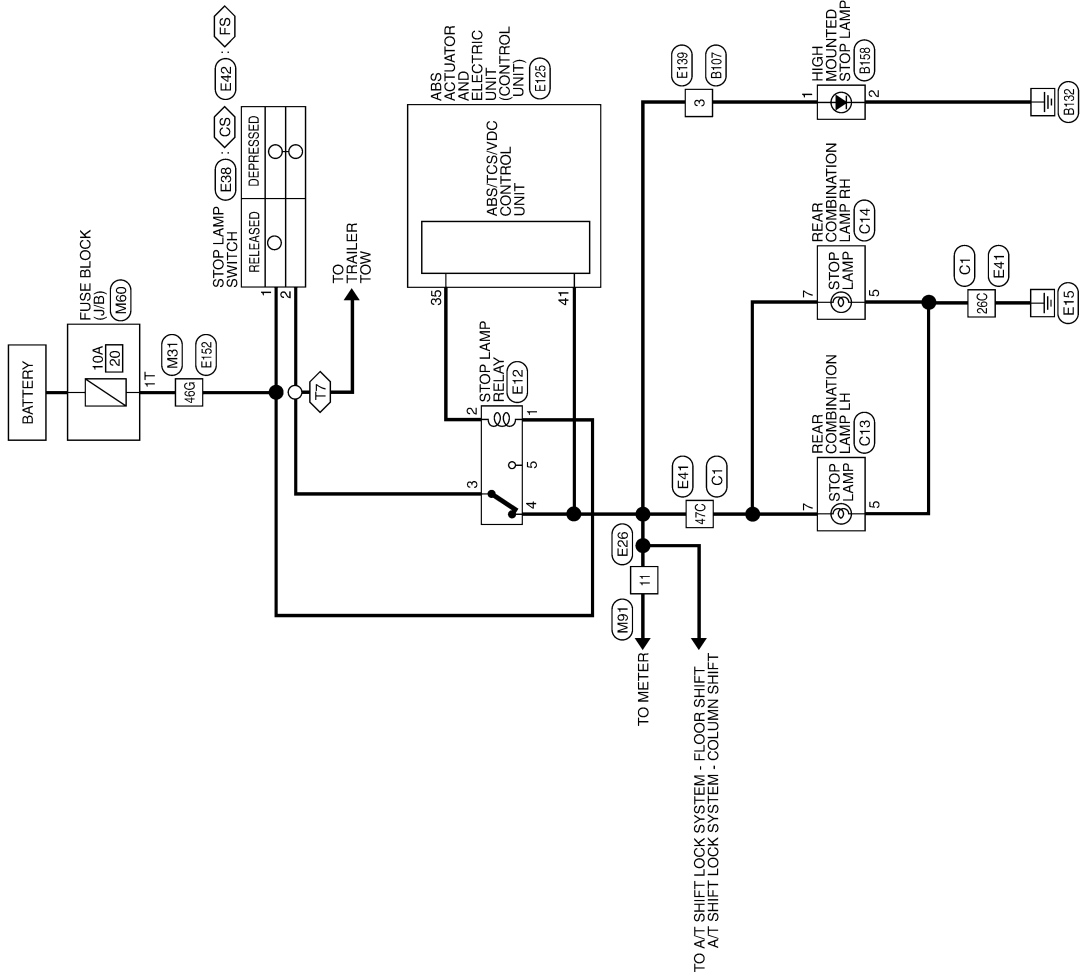 BATTERY
FUSE BLOCK
(J/B)
M60
10A
20
1T
M31
46G
E152
STOP LAMP
SWITCH
E38 : CS
E42 : FS
RELEASED
DEPRESSED
1
2
T7
TO
TRAILER
TOW
ABS
ACTUATOR
AND
ELECTRIC
UNIT
(CONTROL
UNIT)
E125
ABS/TCS/VDC
CONTROL
UNIT
35
41
STOP LAMP
RELAY
E12
2
1
5
3
4
E41
47C
C1
E26
11
M91
TO METER
TO A/T SHIFT LOCK SYSTEM - FLOOR SHIFT
A/T SHIFT LOCK SYSTEM - COLUMN SHIFT
E139
3
B107
HIGH
MOUNTED
STOP LAMP
B158
1
2
B132
REAR
COMBINATION
LAMP RH
C14
7
STOP
LAMP
5
REAR
COMBINATION
LAMP LH
C13
7
STOP
LAMP
5
C1
26C
E41
E15